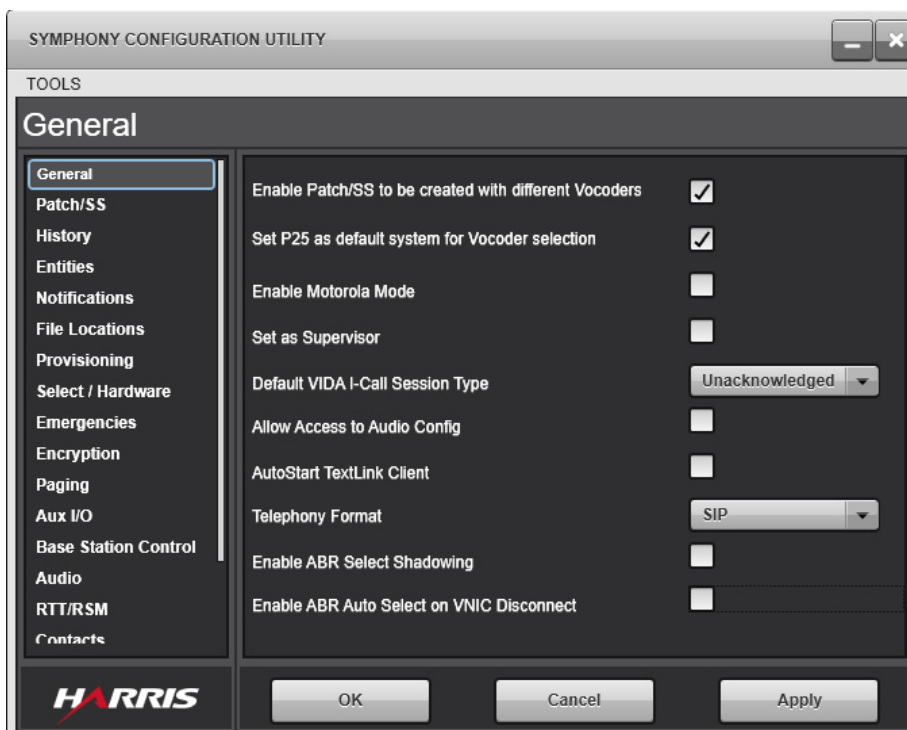 SYMPHONY CONFIGURATION UTILITY
TOOLS
General
General
Patch/SS
History
Entities
Notifications
File Locations
Provisioning
Select / Hardware
Emergencies
Encryption
Paging
Aux I/O
Base Station Control
Audio
RTT/RSM
Contacts
Enable Patch/SS to be created with different Vocoders
Set P25 as default system for Vocoder selection
Enable Motorola Mode
Set as Supervisor
Default VIDA I-Call Session Type
Unacknowledged
Allow Access to Audio Config
AutoStart TextLink Client
Telephony Format
SIP
Enable ABR Select Shadowing
Enable ABR Auto Select on VNIC Disconnect
HARRIS
OK
Cancel
Apply